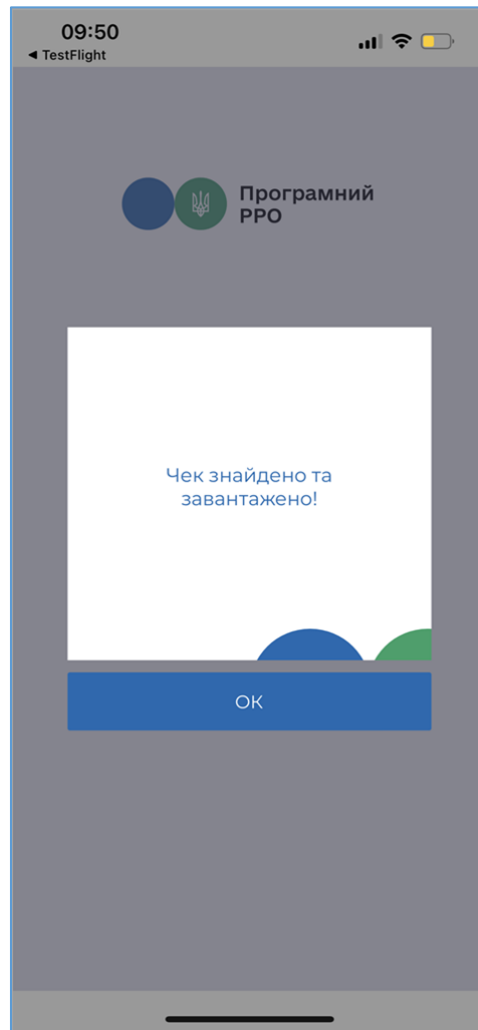 09:50
◀ TestFlight
Програмний
РРО
Чек знайдено та
завантажено!
ОК